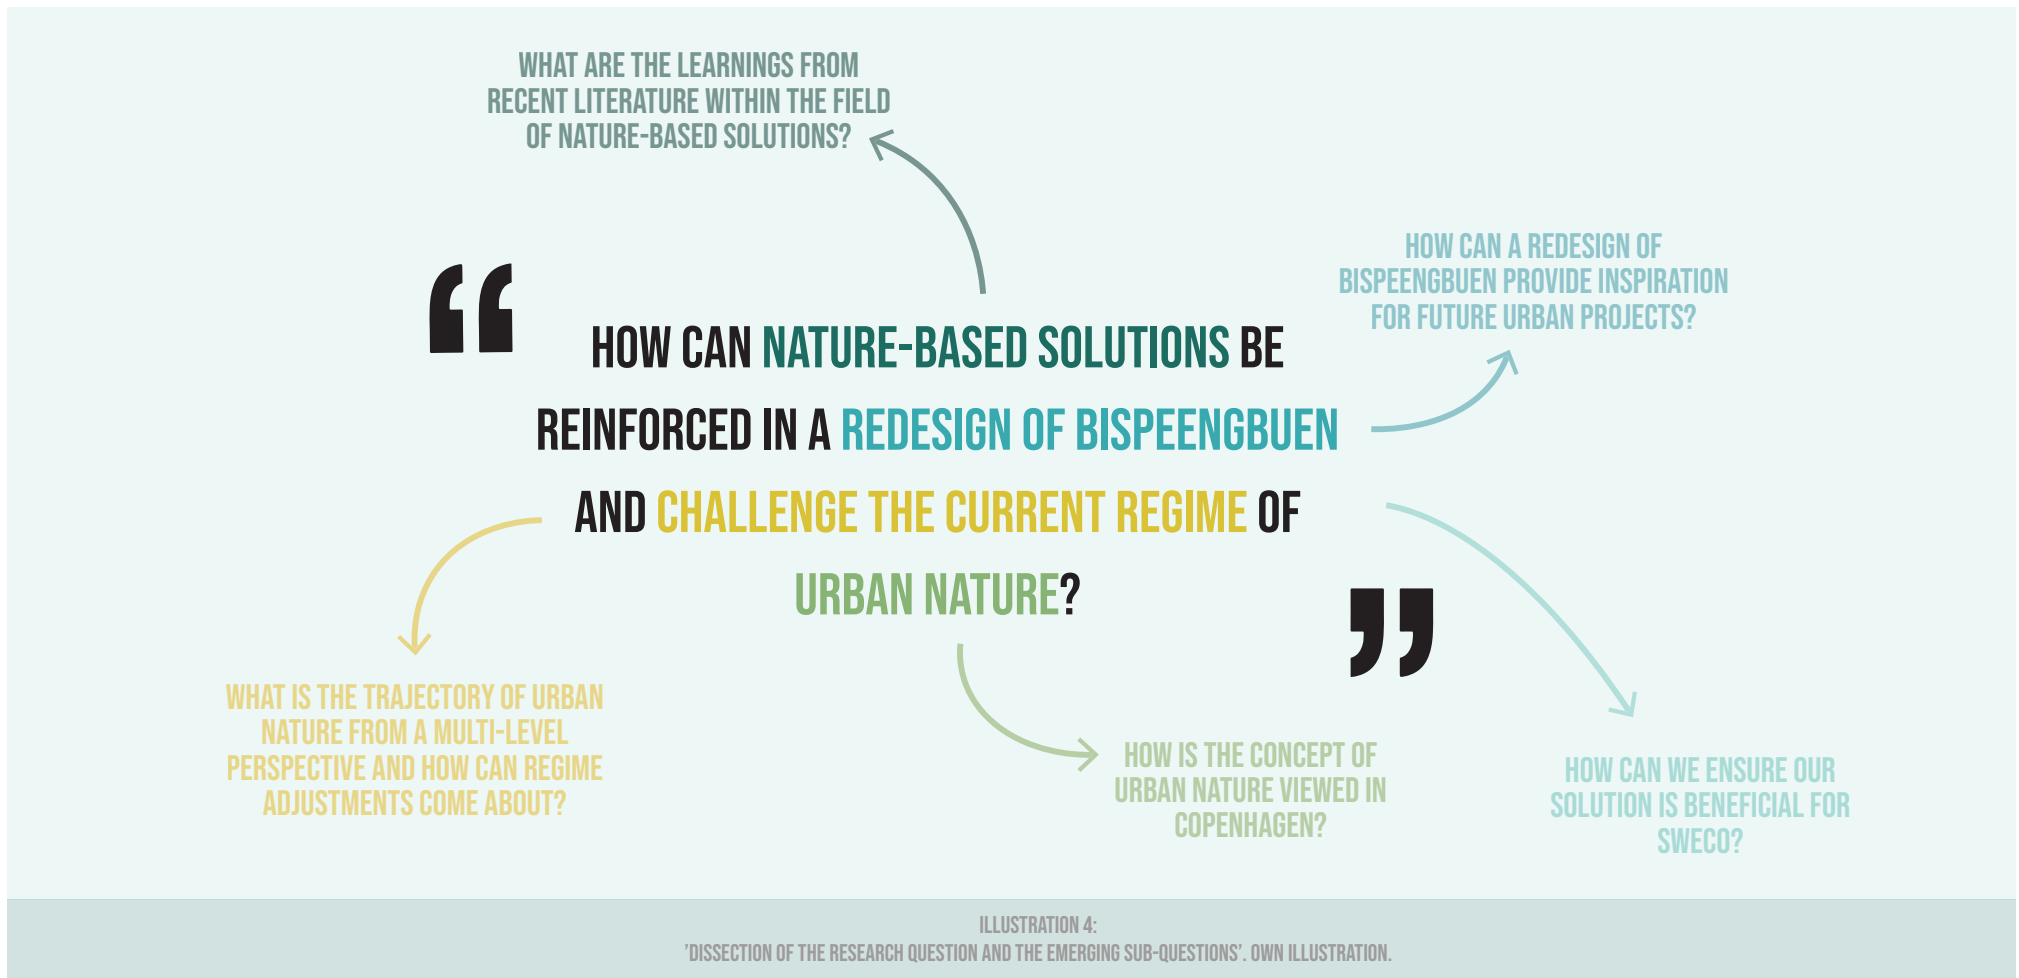 WHAT ARE THE LEARNINGS FROM
RECENT LITERATURE WITHIN THE FIELD
OF NATURE-BASED SOLUTIONS?
HOW CAN A REDESIGN OF
BISPEENGBUEN PROVIDE INSPIRATION
FOR FUTURE URBAN PROJECTS?
“
HOW CAN NATURE-BASED SOLUTIONS BE
REINFORCED IN A REDESIGN OF BISPEENGBUEN
AND CHALLENGE THE CURRENT REGIME OF
URBAN NATURE?
”
WHAT IS THE TRAJECTORY OF URBAN
NATURE FROM A MULTI-LEVEL
PERSPECTIVE AND HOW CAN REGIME
ADJUSTMENTS COME ABOUT?
HOW IS THE CONCEPT OF
URBAN NATURE VIEWED IN
COPENHAGEN?
HOW CAN WE ENSURE OUR
SOLUTION IS BENEFICIAL FOR
SWECO?
ILLUSTRATION 4:
’DISSECTION OF THE RESEARCH QUESTION AND THE EMERGING SUB-QUESTIONS’. OWN ILLUSTRATION.